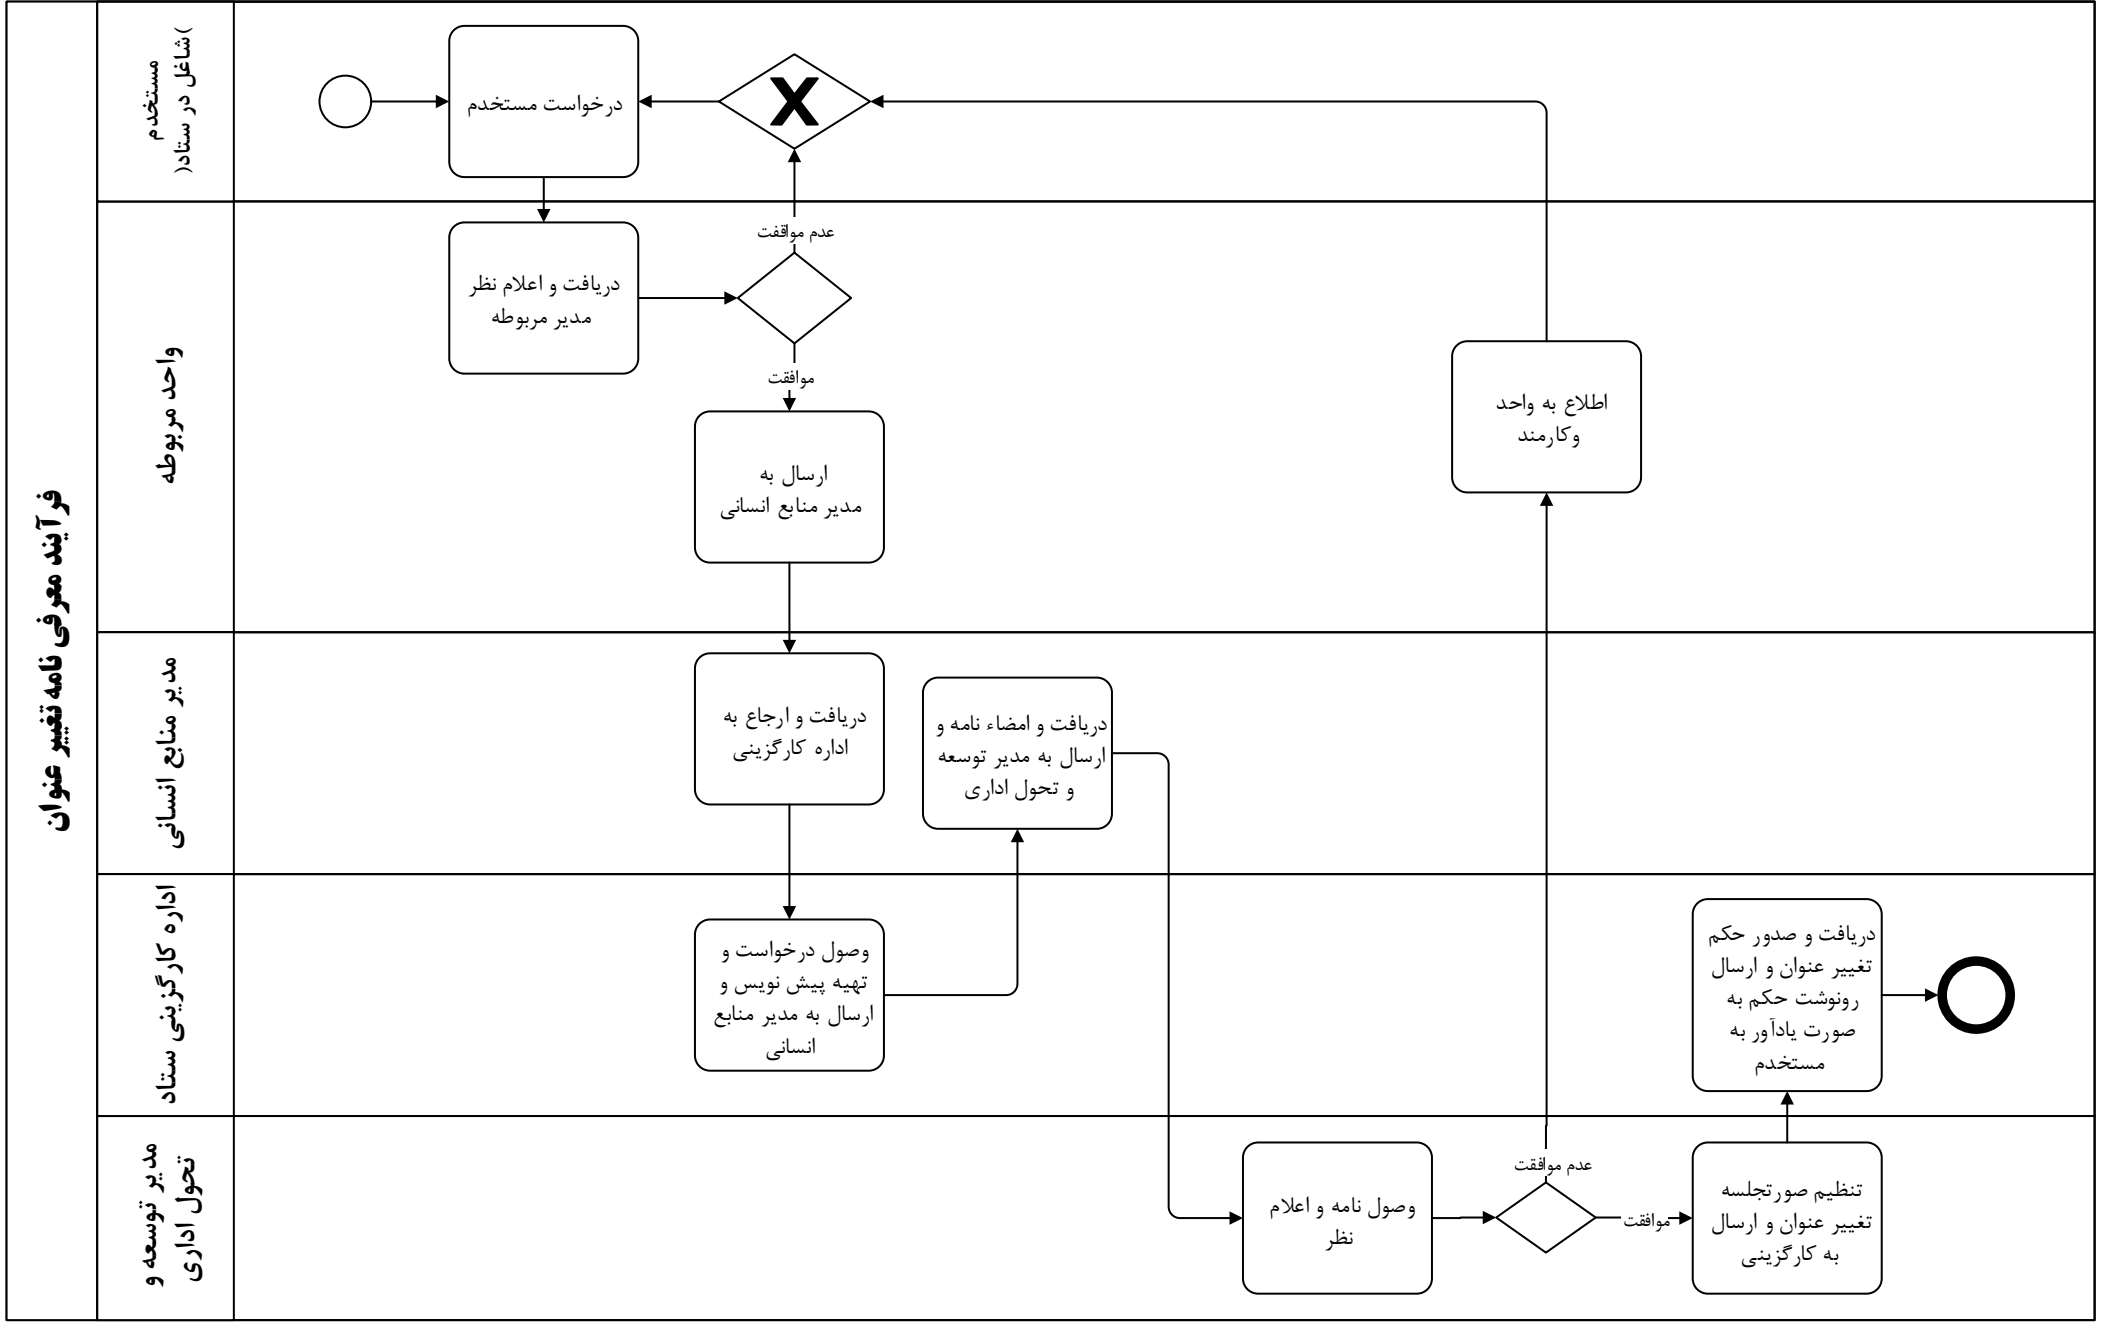 فرآیند معرفی نامه تغییر عنوان
مستخدم
)شاغل در ستاد(
درخواست مستخدم
X
واحد مربوطه
دریافت و اعلام نظر
مدیر مربوطه
عدم مواقفت
موافقت
ارسال به
مدیر منابع انسانی
اطلاع به واحد
وکارمند
مدیر منابع انسانی
دریافت و ارجاع به
اداره کارگزینی
دریافت و امضاء نامه و
ارسال به مدیر توسعه
و تحول اداری
اداره کارگزینی ستاد
وصول درخواست و
تهیه پیش نویس و
ارسال به مدیر منابع
انسانی
دریافت و صدور حکم
تغییر عنوان و ارسال
رونوشت حکم به
صورت یادآور به
مستخدم
مدیر توسعه و
تحول اداری
وصول نامه و اعلام
نظر
عدم موافقت
موافقت
تنظیم صورتجلسه
تغییر عنوان و ارسال
به کارگزینی